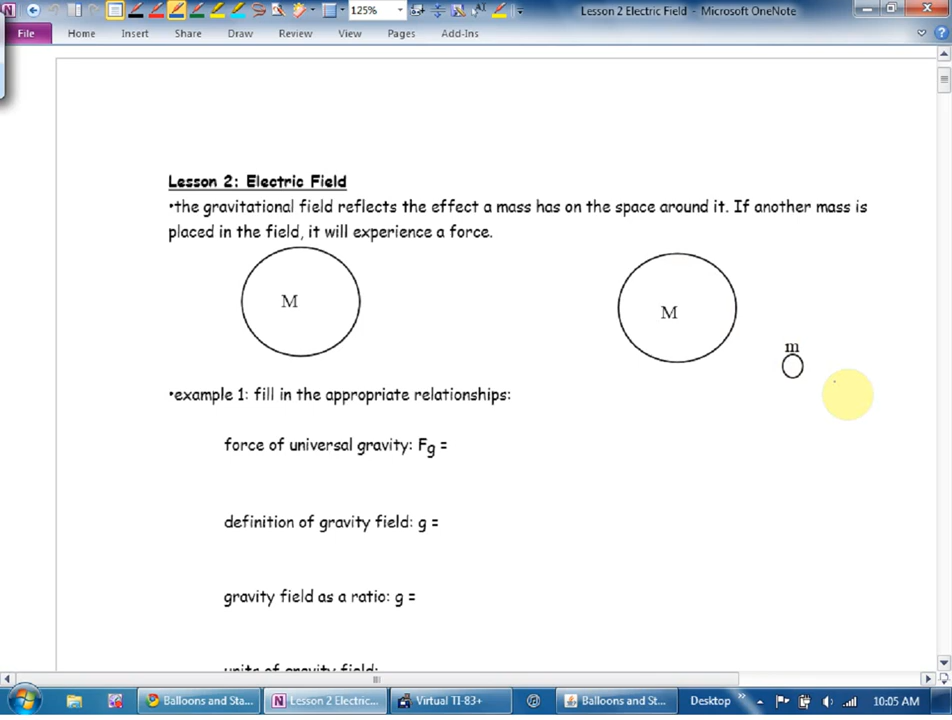 Lesson 2 Electric Field - Microsoft OneNote
125%
File Home Insert Share Draw Review View Pages Add-Ins
Lesson 2: Electric Field
•the gravitational field reflects the effect a mass has on the space around it. If another mass is
placed in the field, it will experience a force.
M
M
m
•example 1: fill in the appropriate relationships:
force of universal gravity: Fg =
definition of gravity field: g =
gravity field as a ratio: g =
units of gravity field:
Balloons and Sta... Lesson 2 Electric... Virtual TI-83+ Balloons and St... Desktop 10:05 AM